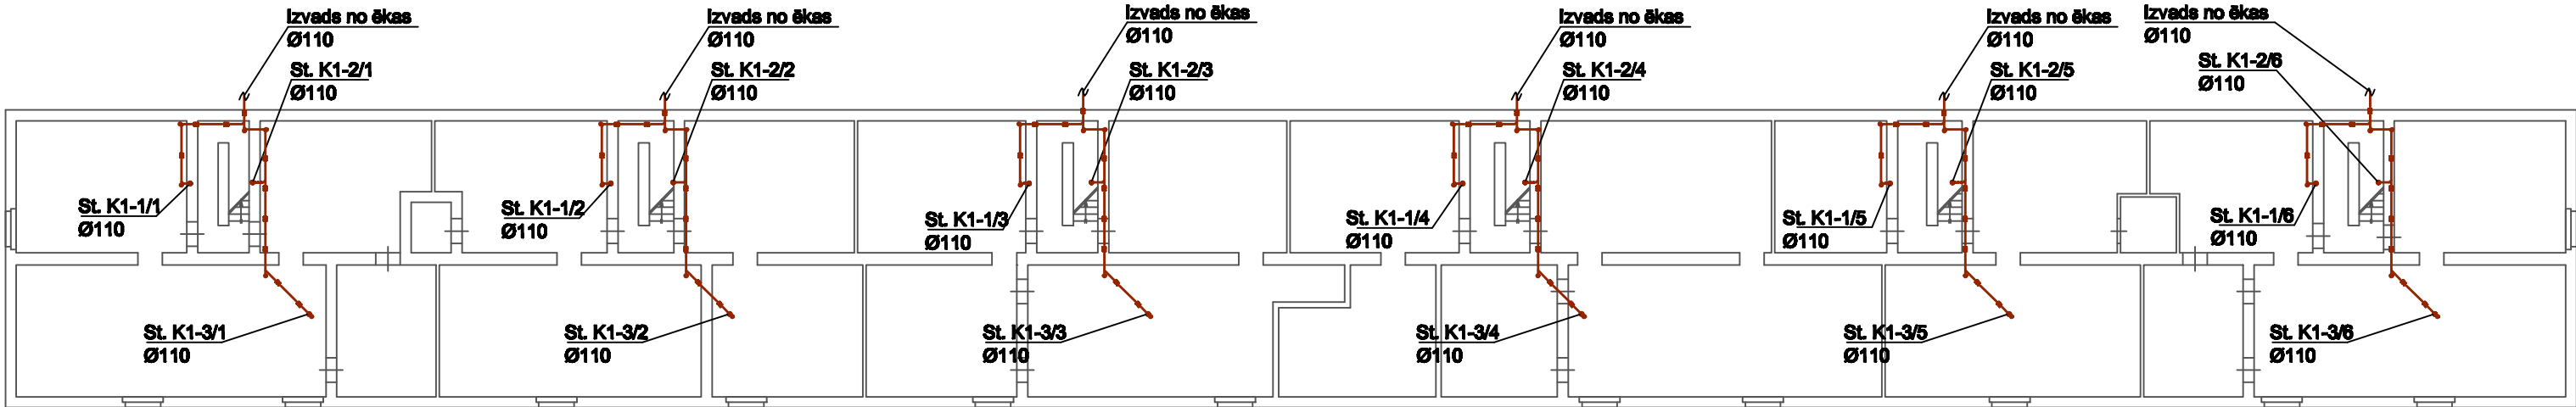 Izvads no ēkas
Ø110
St. K1-2/1
Ø110
St. K1-1/1
Ø110
St. K1-3/1
Ø110
Izvads no ēkas
Ø110
St. K1-2/2
Ø110
St. K1-1/2
Ø110
St. K1-3/2
Ø110
Izvads no ēkas
Ø110
St. K1-2/3
Ø110
St. K1-1/3
Ø110
St. K1-3/3
Ø110
Izvads no ēkas
Ø110
St. K1-2/4
Ø110
St. K1-1/4
Ø110
St. K1-3/4
Ø110
Izvads no ēkas
Ø110
St. K1-2/5
Ø110
St. K1-1/5
Ø110
St. K1-3/5
Ø110
Izvads no ēkas
Ø110
St. K1-2/6
Ø110
St. K1-1/6
Ø110
St. K1-3/6
Ø110